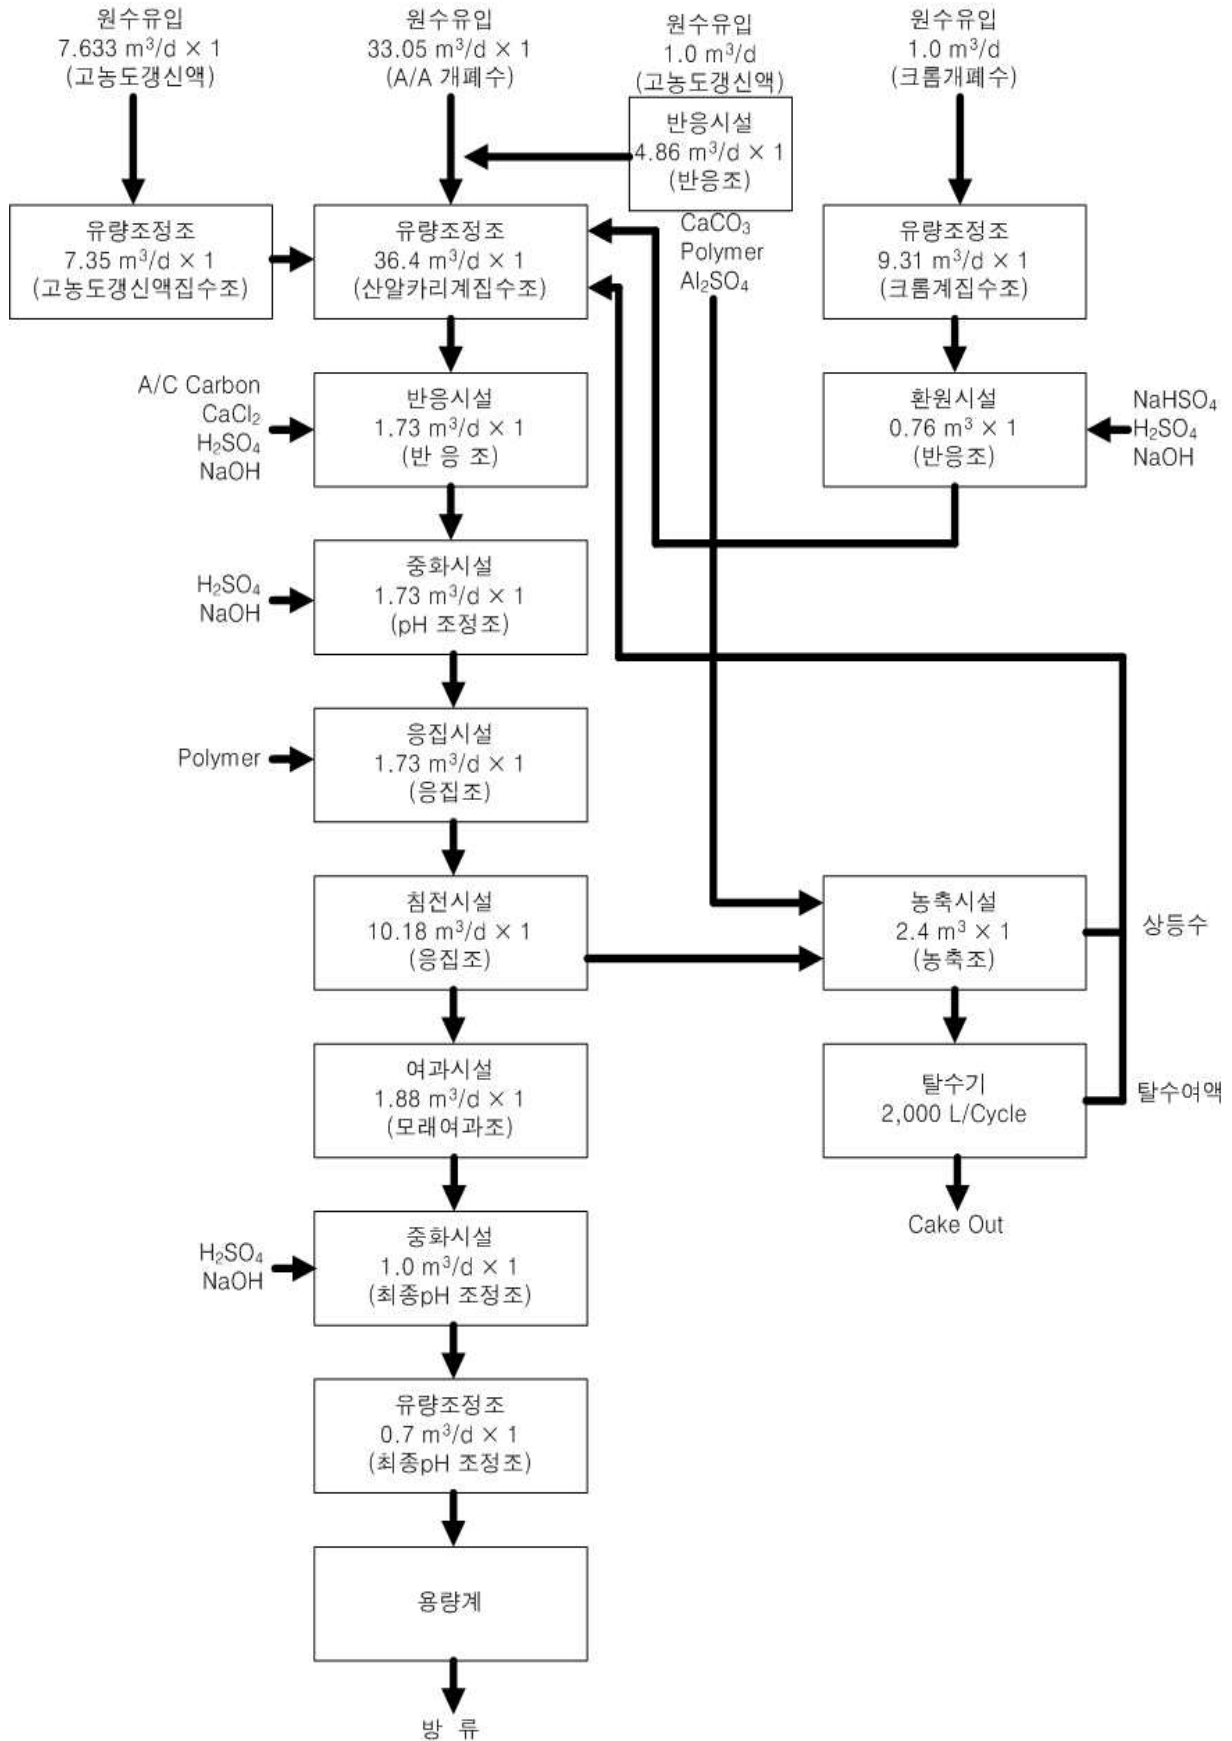 원수유입
7.633 m³/d × 1
(고농도갱신액)
원수유입
33.05 m³/d × 1
(A/A 개폐수)
원수유입
1.0 m³/d
(고농도갱신액)
원수유입
1.0 m³/d
(크롬개폐수)
반응시설
4.86 m³/d × 1
(반응조)
CaCO₃
Polymer
Al₂SO₄
유량조정조
7.35 m³/d × 1
(고농도갱신액집수조)
유량조정조
36.4 m³/d × 1
(산알카리계집수조)
유량조정조
9.31 m³/d × 1
(크롬계집수조)
A/C Carbon
CaCl₂
H₂SO₄
NaOH
반응시설
1.73 m³/d × 1
(반 응 조)
환원시설
0.76 m³ × 1
(반응조)
NaHSO₄
H₂SO₄
NaOH
H₂SO₄
NaOH
중화시설
1.73 m³/d × 1
(pH 조정조)
Polymer
응집시설
1.73 m³/d × 1
(응집조)
침전시설
10.18 m³/d × 1
(응집조)
농축시설
2.4 m³ × 1
(농축조)
상등수
여과시설
1.88 m³/d × 1
(모래여과조)
탈수기
2,000 L/Cycle
탈수여액
Cake Out
H₂SO₄
NaOH
중화시설
1.0 m³/d × 1
(최종pH 조정조)
유량조정조
0.7 m³/d × 1
(최종pH 조정조)
용량계
방 류